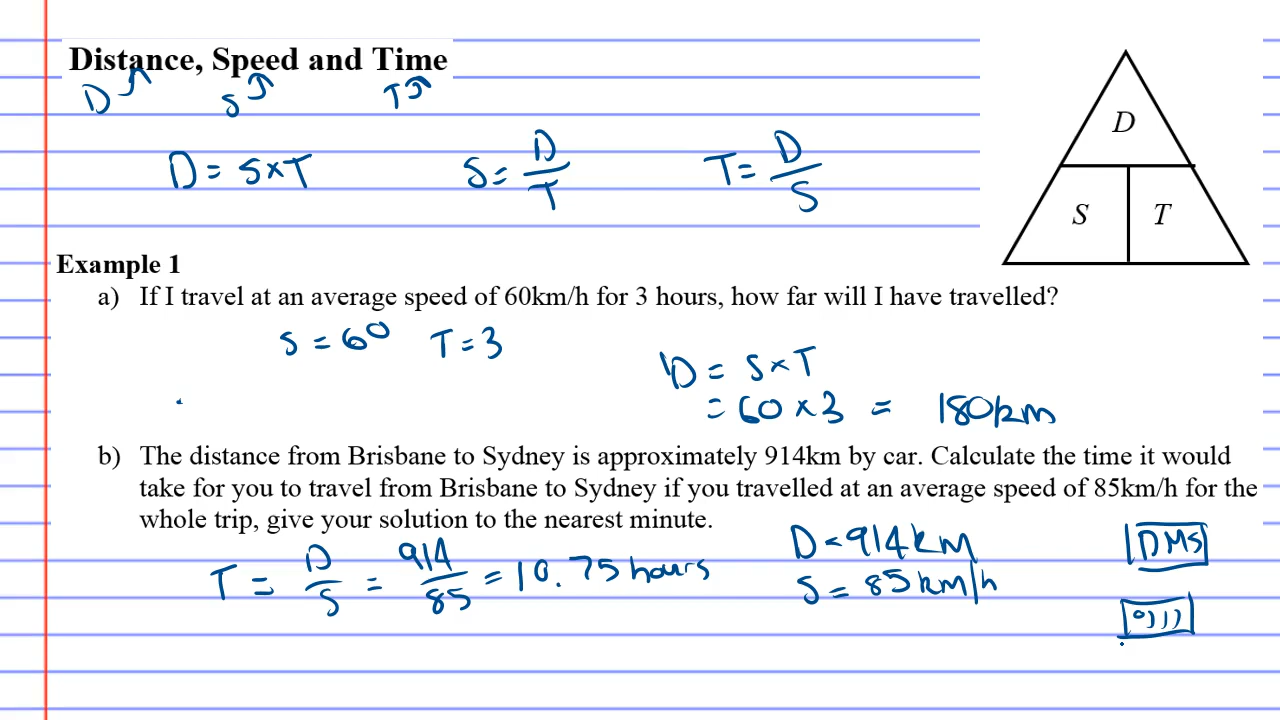 Distance, Speed and Time
D S T
D = S×T S = D/T T = D/S
D
S T
Example 1
a) If I travel at an average speed of 60km/h for 3 hours, how far will I have travelled?
S = 60 T = 3
D = S×T
= 60 × 3 = 180km
b) The distance from Brisbane to Sydney is approximately 914km by car. Calculate the time it would
take for you to travel from Brisbane to Sydney if you travelled at an average speed of 85km/h for the
whole trip, give your solution to the nearest minute.
D = 914km
DMS
T = D/S = 914/85 = 10.75 hours
S = 85km/h
° ' ''